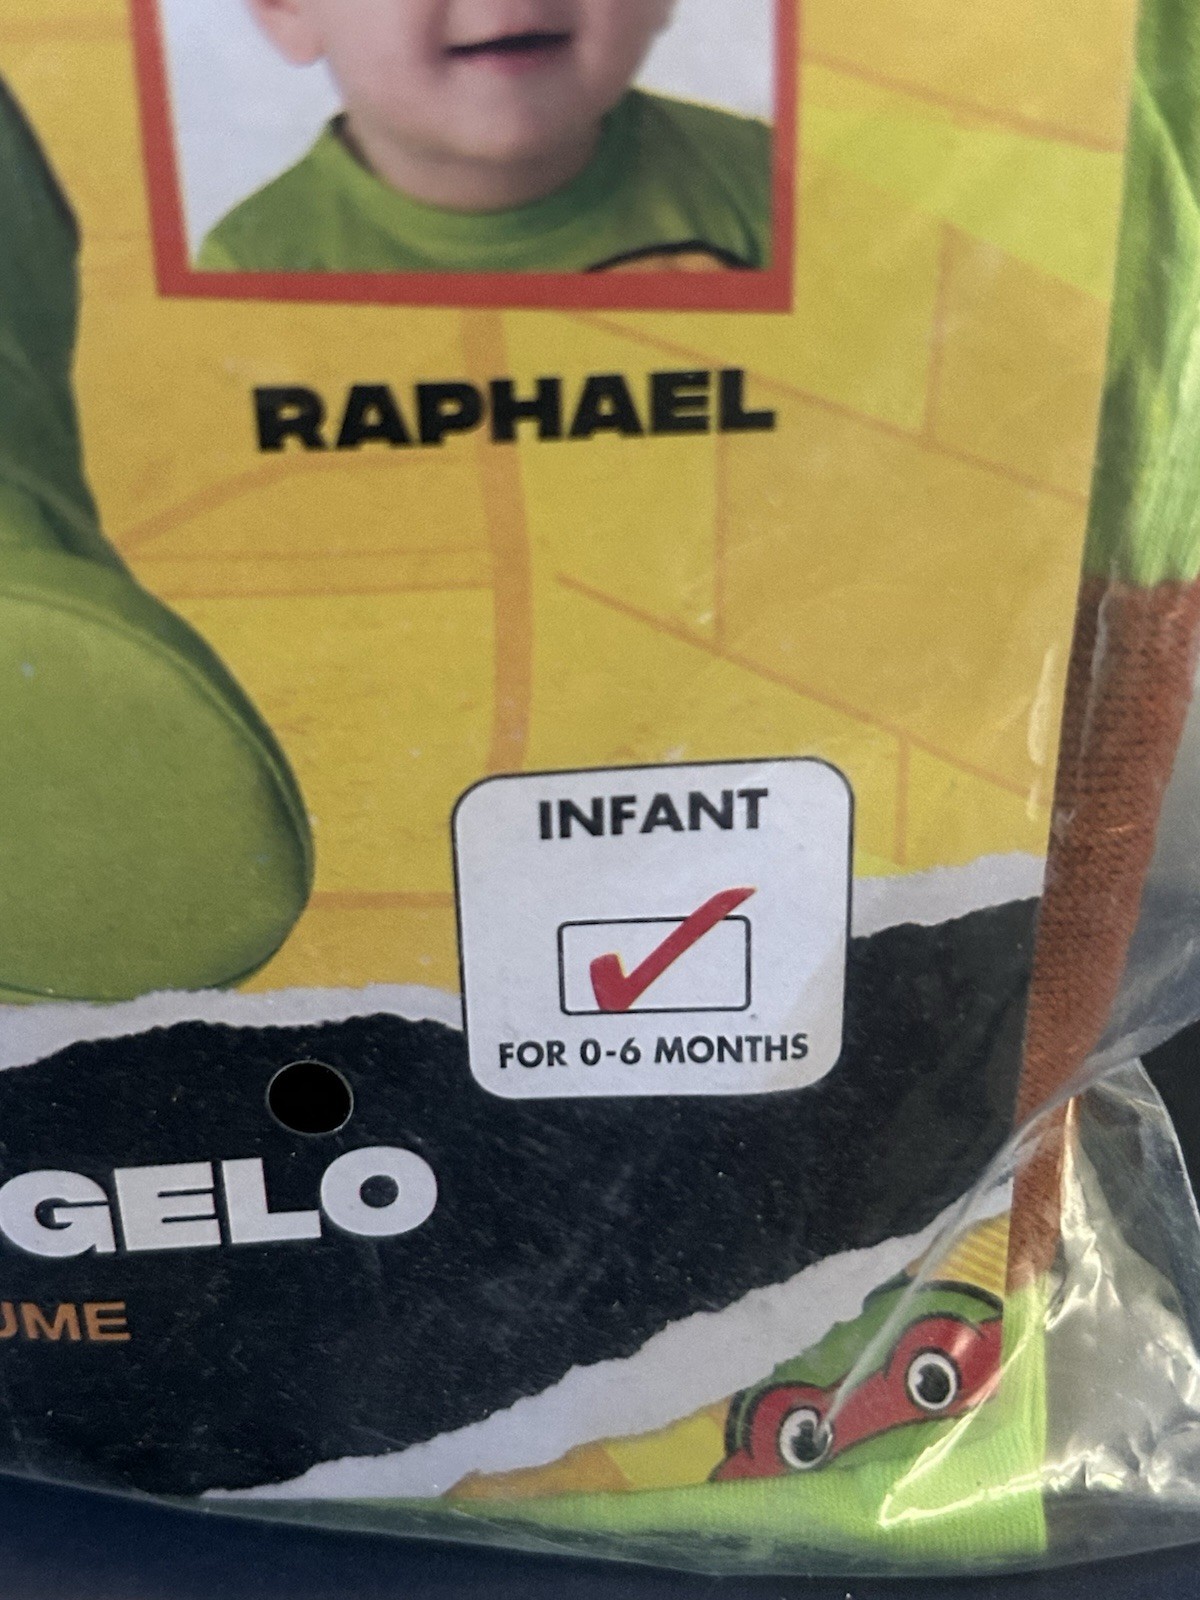 RAPHAEL
INFANT
FOR 0-6 MONTHS
GELO
UME